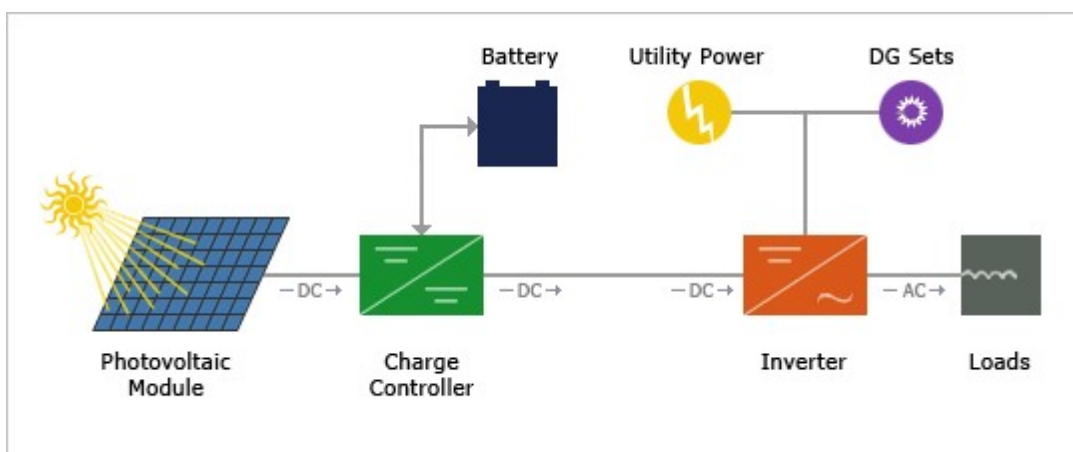 Battery
Utility Power
DG Sets
DC
DC
DC
AC
Photovoltaic
Module
Charge
Controller
Inverter
Loads